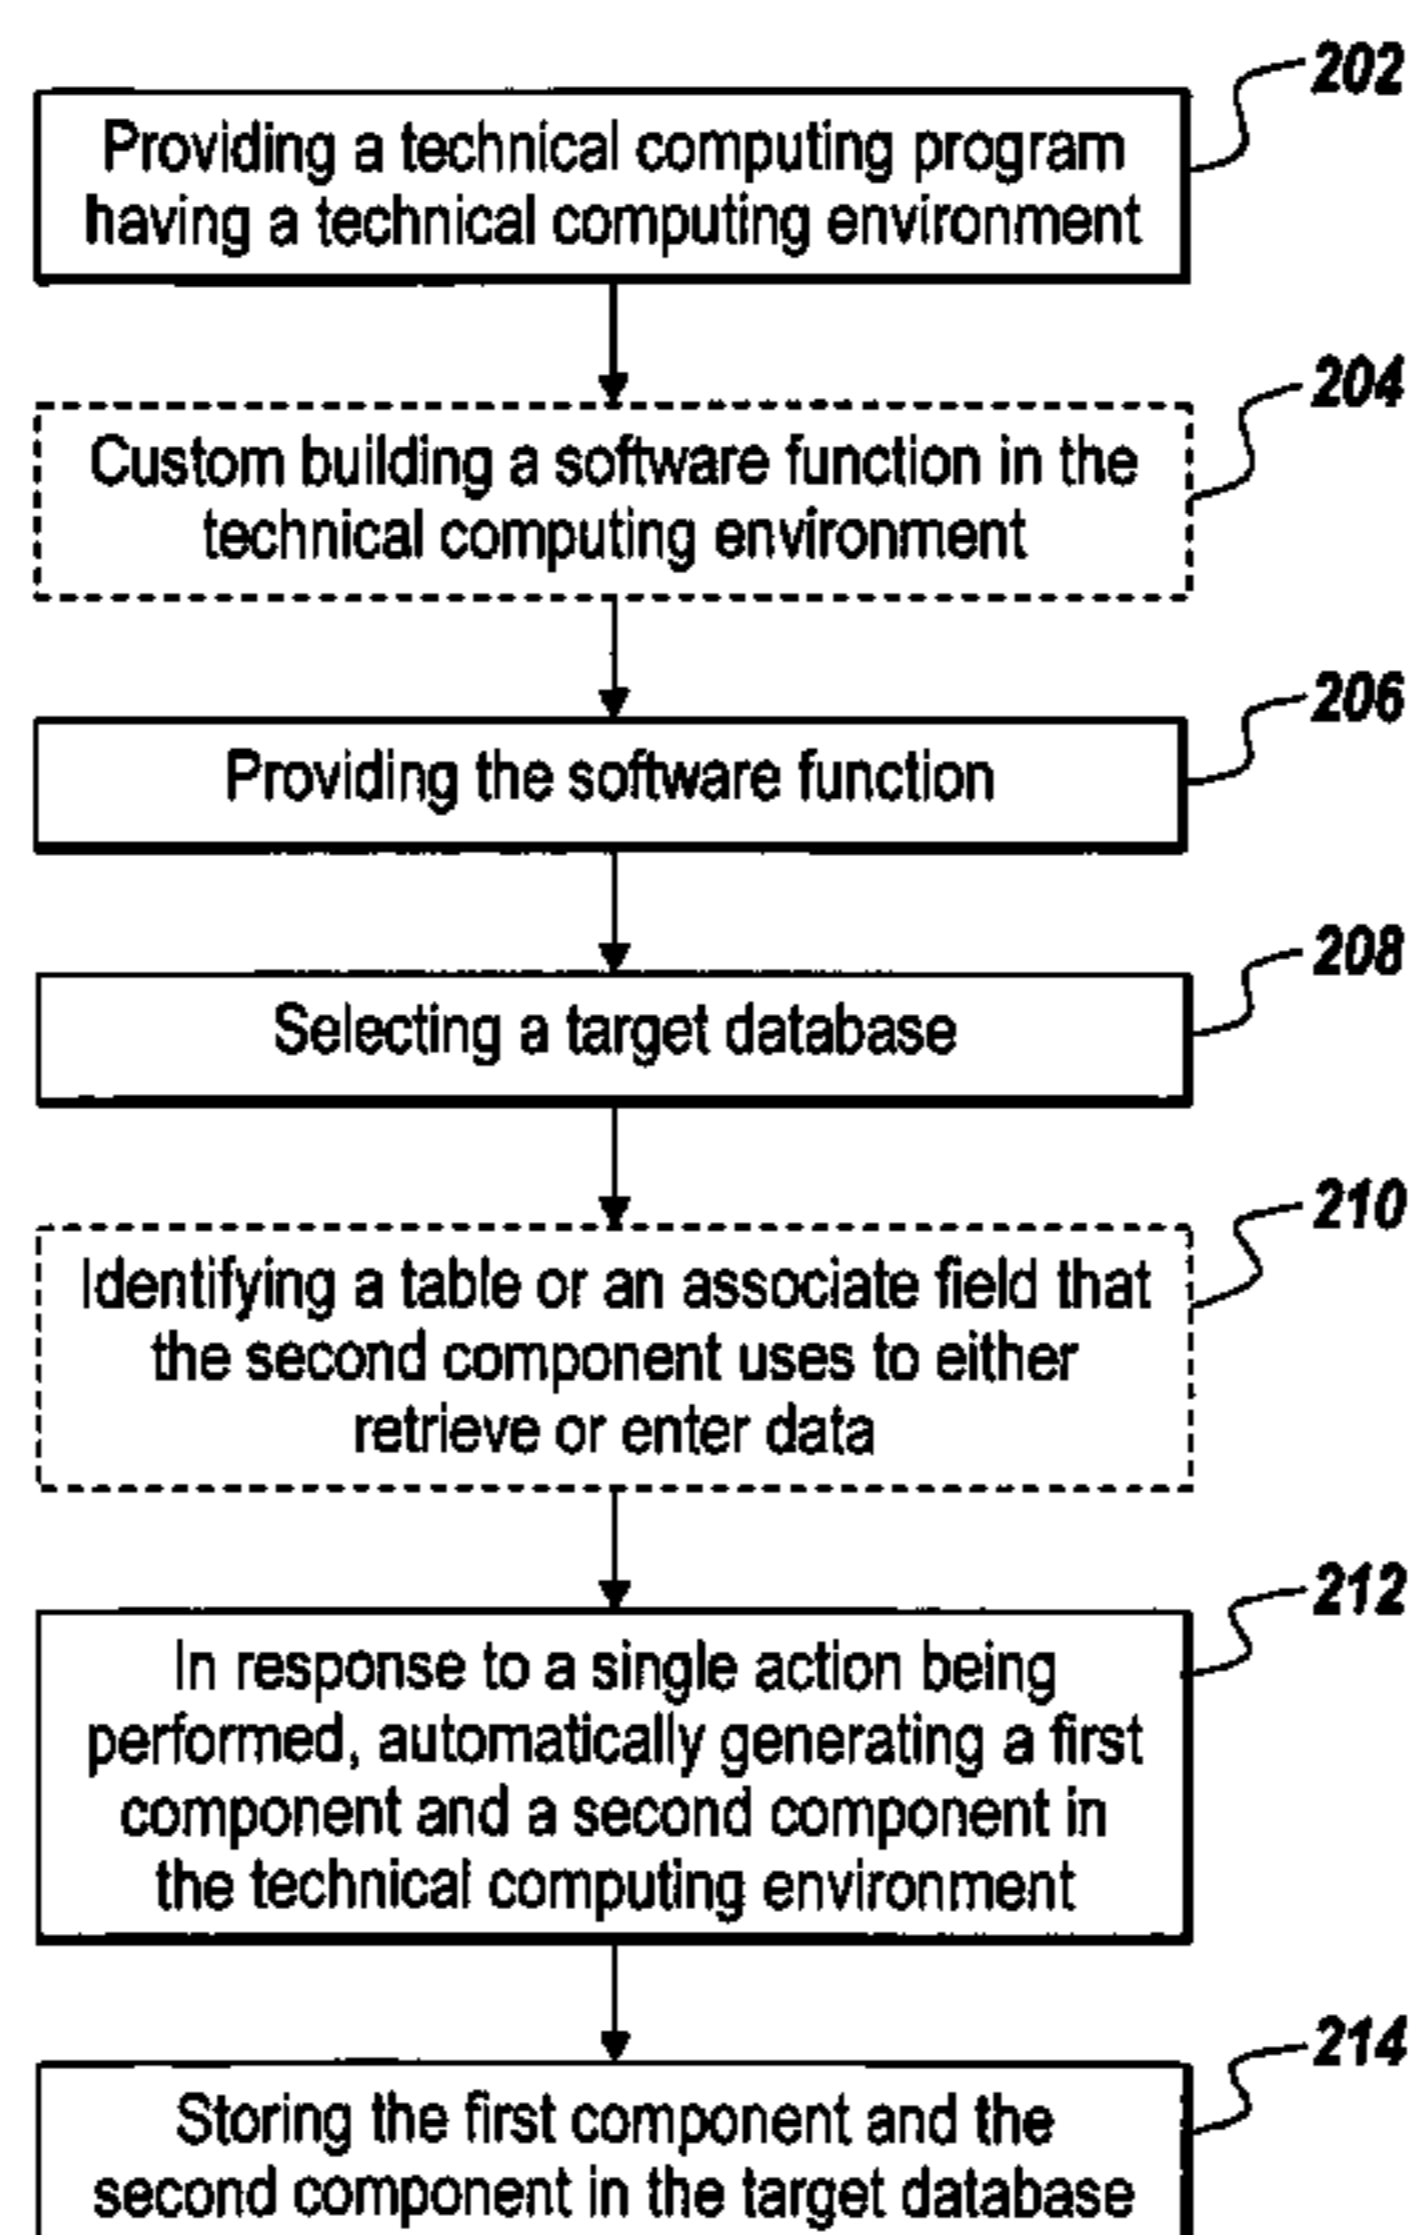 202
Providing a technical computing program
having a technical computing environment
204
Custom building a software function in the
technical computing environment
206
Providing the software function
208
Selecting a target database
210
Identifying a table or an associate field that
the second component uses to either
retrieve or enter data
212
In response to a single action being
performed, automatically generating a first
component and a second component in
the technical computing environment
214
Storing the first component and the
second component in the target database